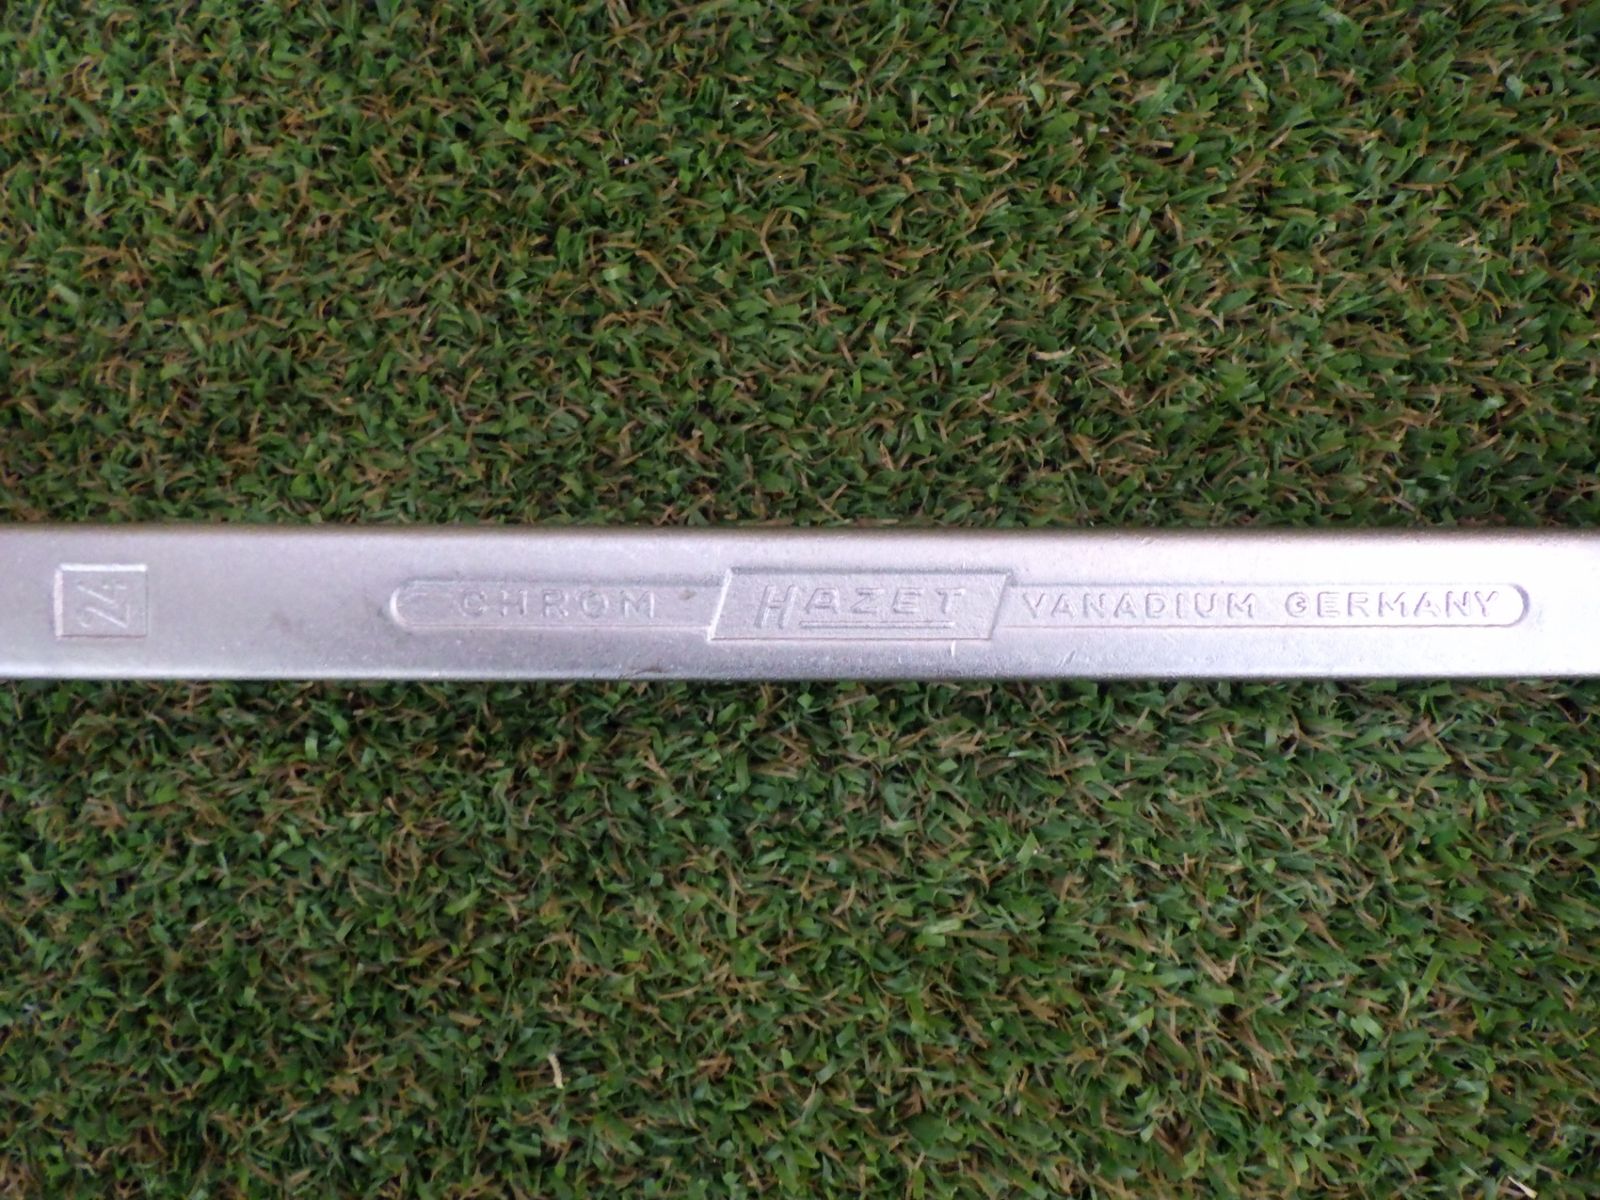 24
CHROM HAZET VANADIUM GERMANY